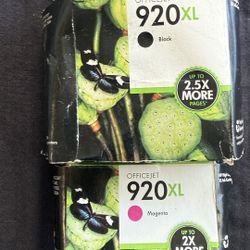 OFFICEJET
920XL
Black
UP TO
2.5X
MORE
PAGES*
OFFICEJET
920XL
Magenta
UP TO
2X
MORE